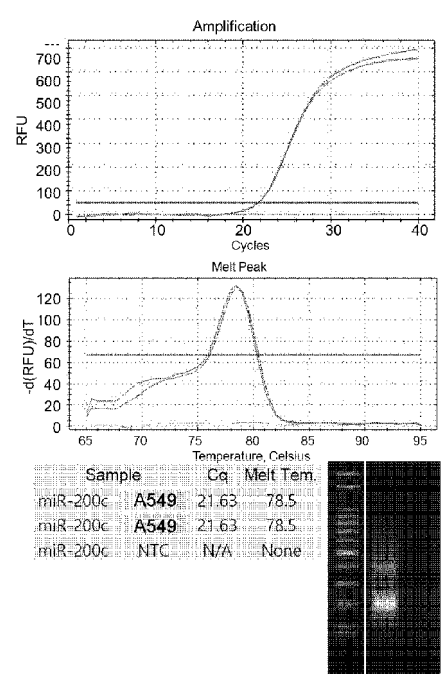 Amplification
---
700
600
500
400
300
200
100
0
RFU
0 10 20 30 40
Cycles
Melt Peak
120
100
80
60
40
20
0
-d(RFU)/dT
65 70 75 80 85 90 95
Temperature, Celsius
Sample Cq Melt Tem.
miR-200c A549 21.63 78.5
miR-200c A549 21.63 78.5
miR-200c NTC N/A None